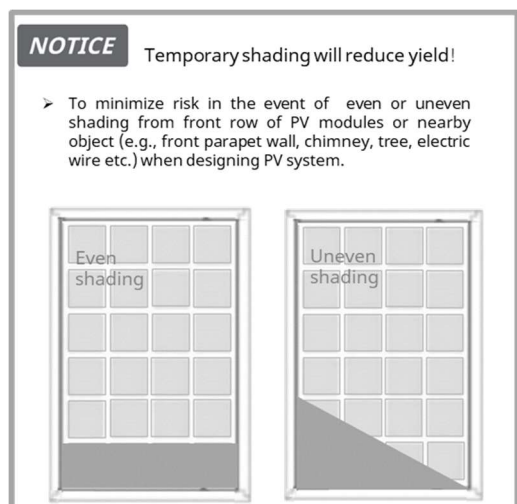 NOTICE Temporary shading will reduce yield!
➤ To minimize risk in the event of even or uneven
shading from front row of PV modules or nearby
object (e.g., front parapet wall, chimney, tree, electric
wire etc.) when designing PV system.
Even
shading
Uneven
shading